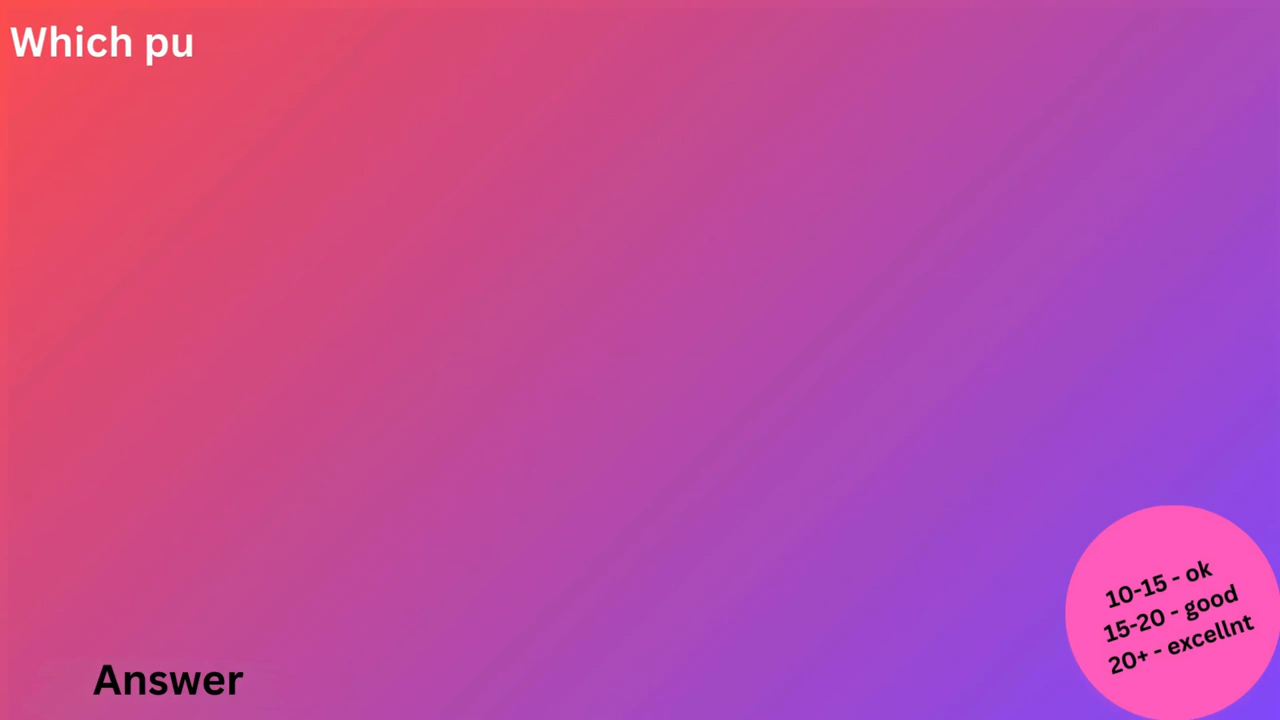 Which pu
10-15 - ok
15-20 - good
20+ - excellnt
Answer